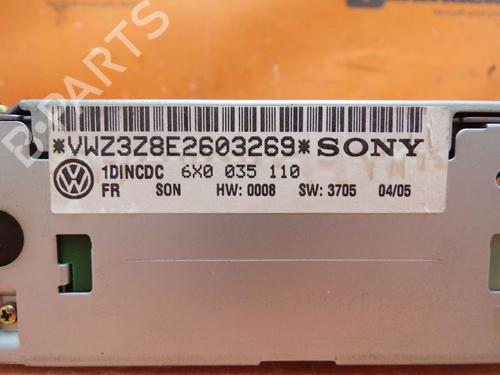 B-PARTS
*VWZ3Z8E2603269* SONY
1DINCDC 6X0 035 110
FR SON HW: 0008 SW: 3705 04/05